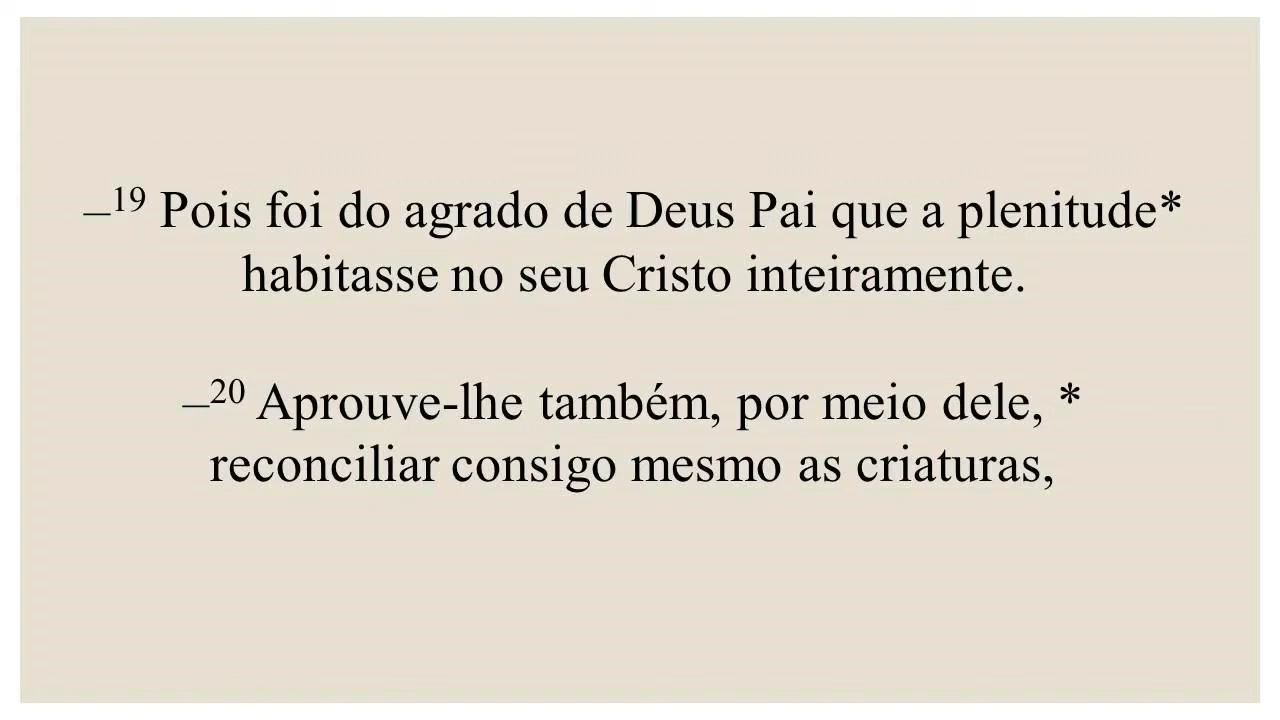 –19 Pois foi do agrado de Deus Pai que a plenitude*
habitasse no seu Cristo inteiramente.
–20 Aprouve-lhe também, por meio dele, *
reconciliar consigo mesmo as criaturas,